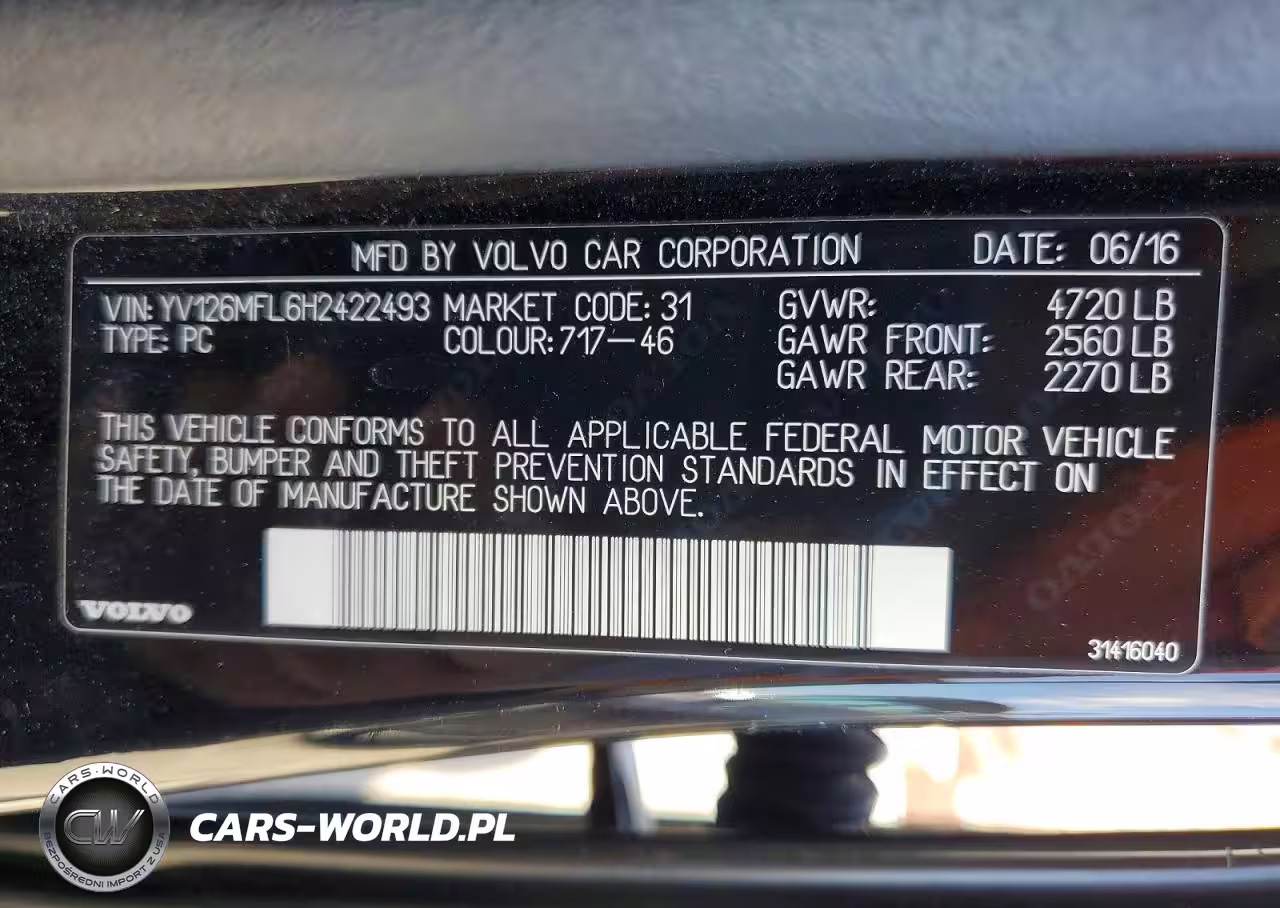 MFD BY VOLVO CAR CORPORATION DATE: 06/16
VIN: YV126MFL6H2422493 MARKET CODE: 31 GVWR: 4720 LB
TYPE: PC COLOUR: 717-46 GAWR FRONT: 2560 LB
GAWR REAR: 2270 LB
THIS VEHICLE CONFORMS TO ALL APPLICABLE FEDERAL MOTOR VEHICLE
SAFETY, BUMPER AND THEFT PREVENTION STANDARDS IN EFFECT ON
THE DATE OF MANUFACTURE SHOWN ABOVE.
VOLVO
31416040
CARS-WORLD
CW
BEZPOŚREDNI IMPORT Z USA
CARS-WORLD.PL